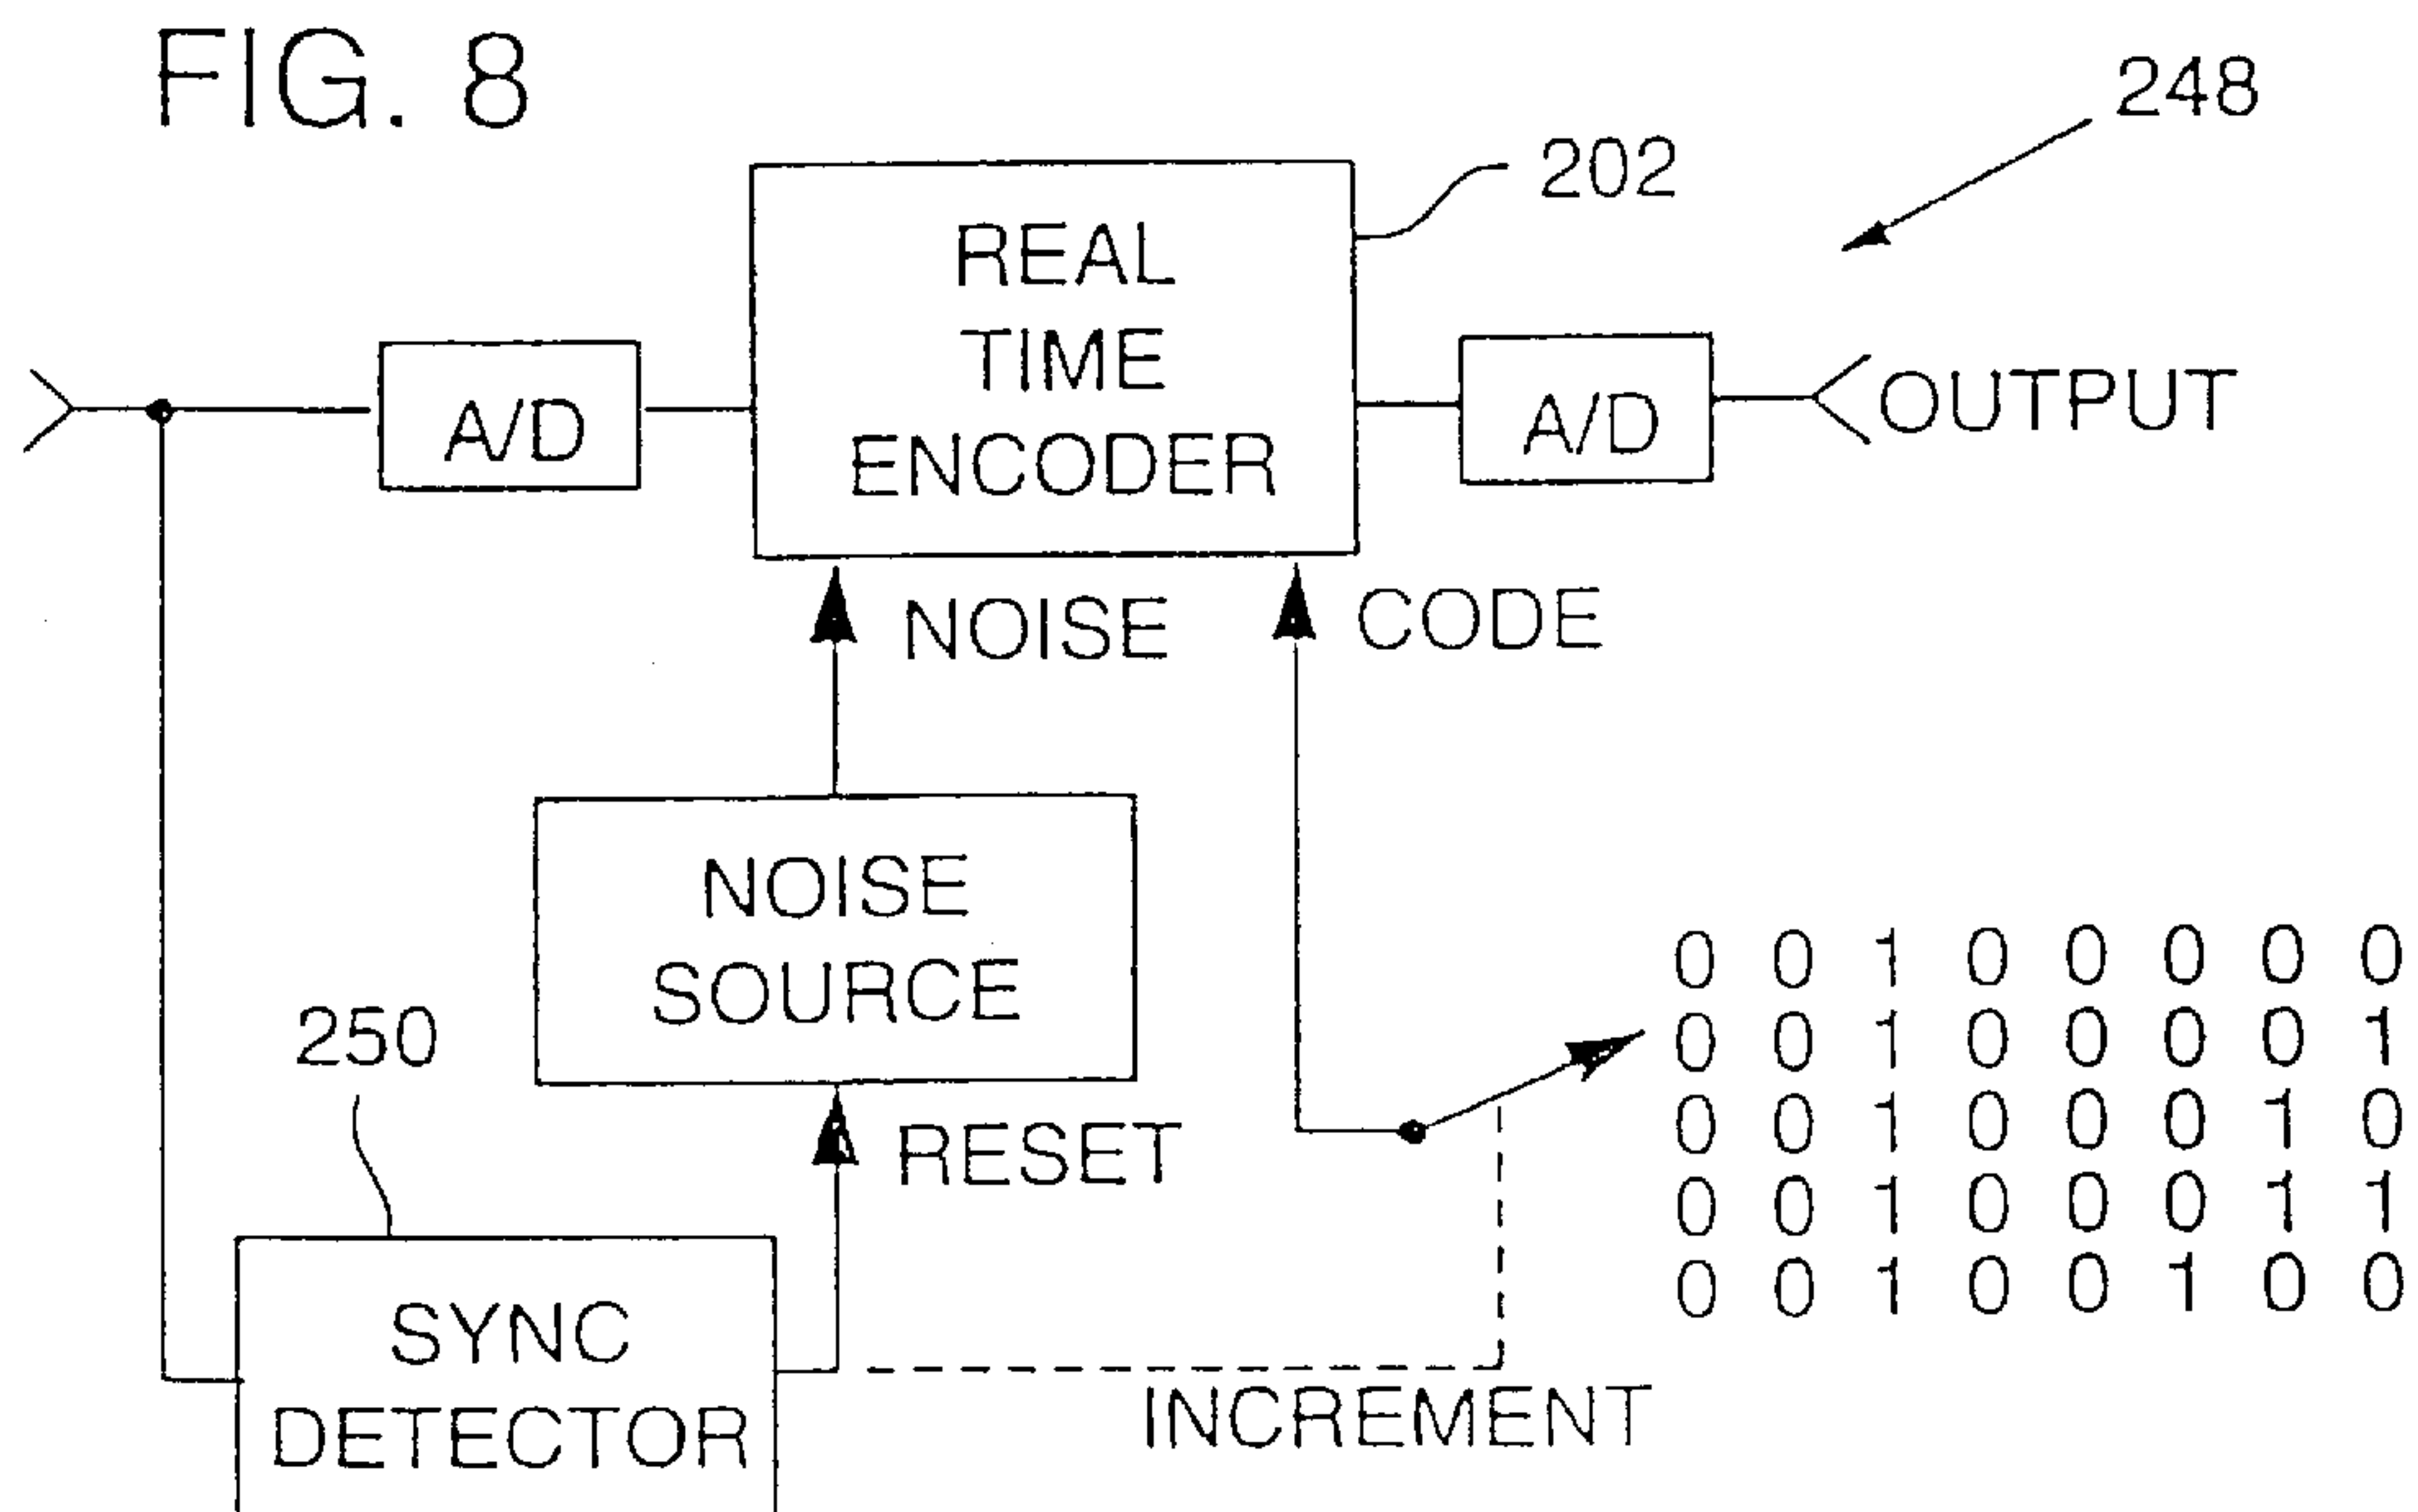 FIG. 8
248
202
REAL
TIME
ENCODER
A/D
A/D
OUTPUT
NOISE
CODE
NOISE
SOURCE
250
RESET
0 0 1 0 0 0 0 0
0 0 1 0 0 0 0 1
0 0 1 0 0 0 1 0
0 0 1 0 0 0 1 1
0 0 1 0 0 1 0 0
SYNC
DETECTOR
INCREMENT